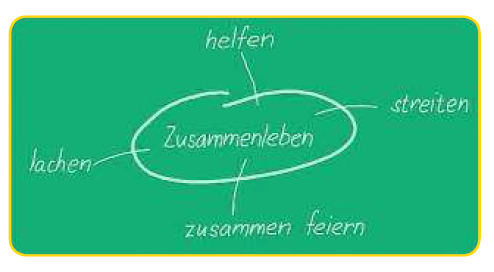 helfen
streiten
Zusammenleben
lachen
zusammen feiern